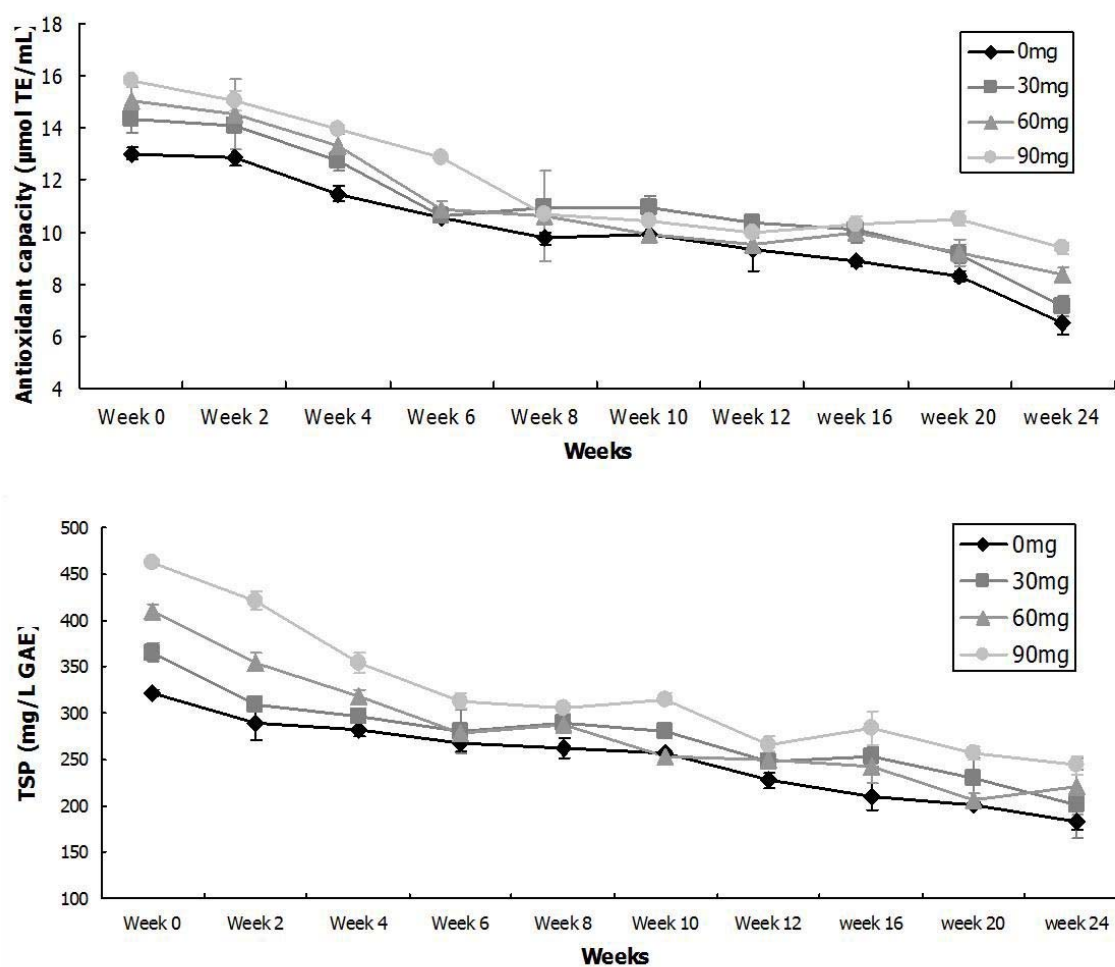 Antioxidant capacity (µmol TE/mL)
18
16
14
12
10
8
6
4
0mg
30mg
60mg
90mg
Week 0 Week 2 Week 4 Week 6 Week 8 Week 10 Week 12 week 16 week 20 week 24
Weeks
TSP (mg/L GAE)
500
450
400
350
300
250
200
150
100
0mg
30mg
60mg
90mg
Week 0 Week 2 Week 4 Week 6 Week 8 Week 10 Week 12 week 16 week 20 week 24
Weeks